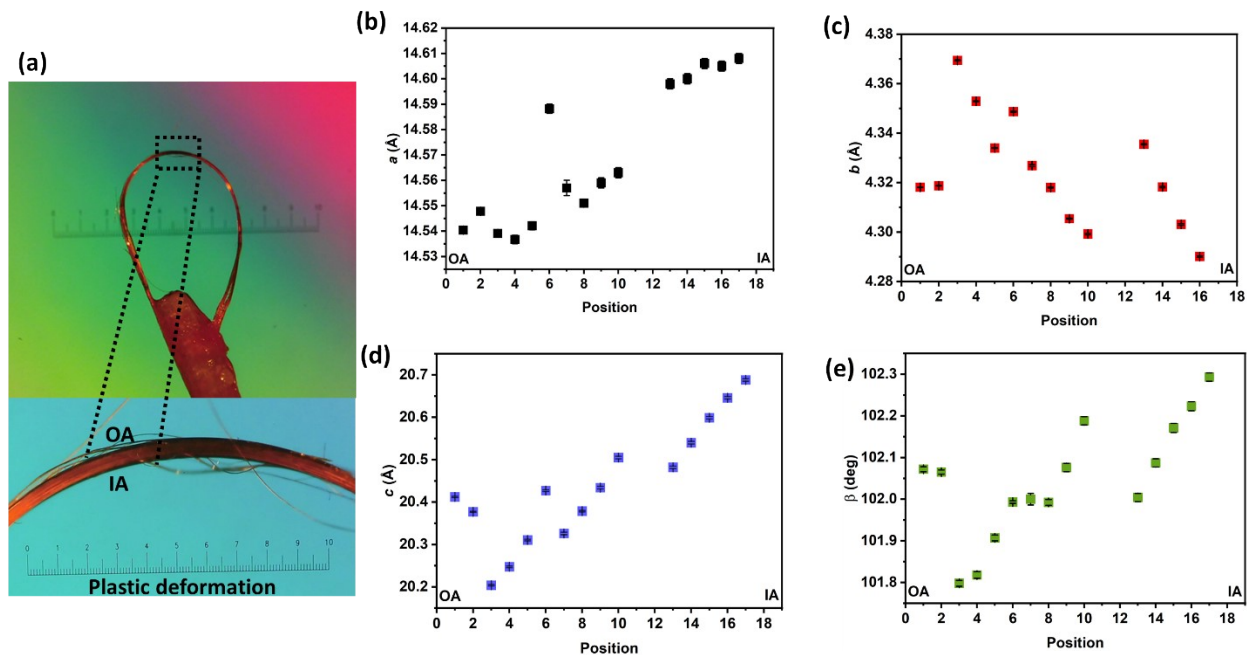 (a)
OA
IA
0 1 2 3 4 5 6 7 8 9 10
Plastic deformation
(b)
a (Å)
14.62
14.61
14.60
14.59
14.58
14.57
14.56
14.55
14.54
14.53
OA
IA
0 2 4 6 8 10 12 14 16 18
Position
(c)
b (Å)
4.38
4.36
4.34
4.32
4.30
4.28
OA
IA
0 2 4 6 8 10 12 14 16 18
Position
(d)
c (Å)
20.7
20.6
20.5
20.4
20.3
20.2
OA
IA
0 2 4 6 8 10 12 14 16 18
Position
(e)
β (deg)
102.3
102.2
102.1
102.0
101.9
101.8
OA
IA
0 2 4 6 8 10 12 14 16 18
Position